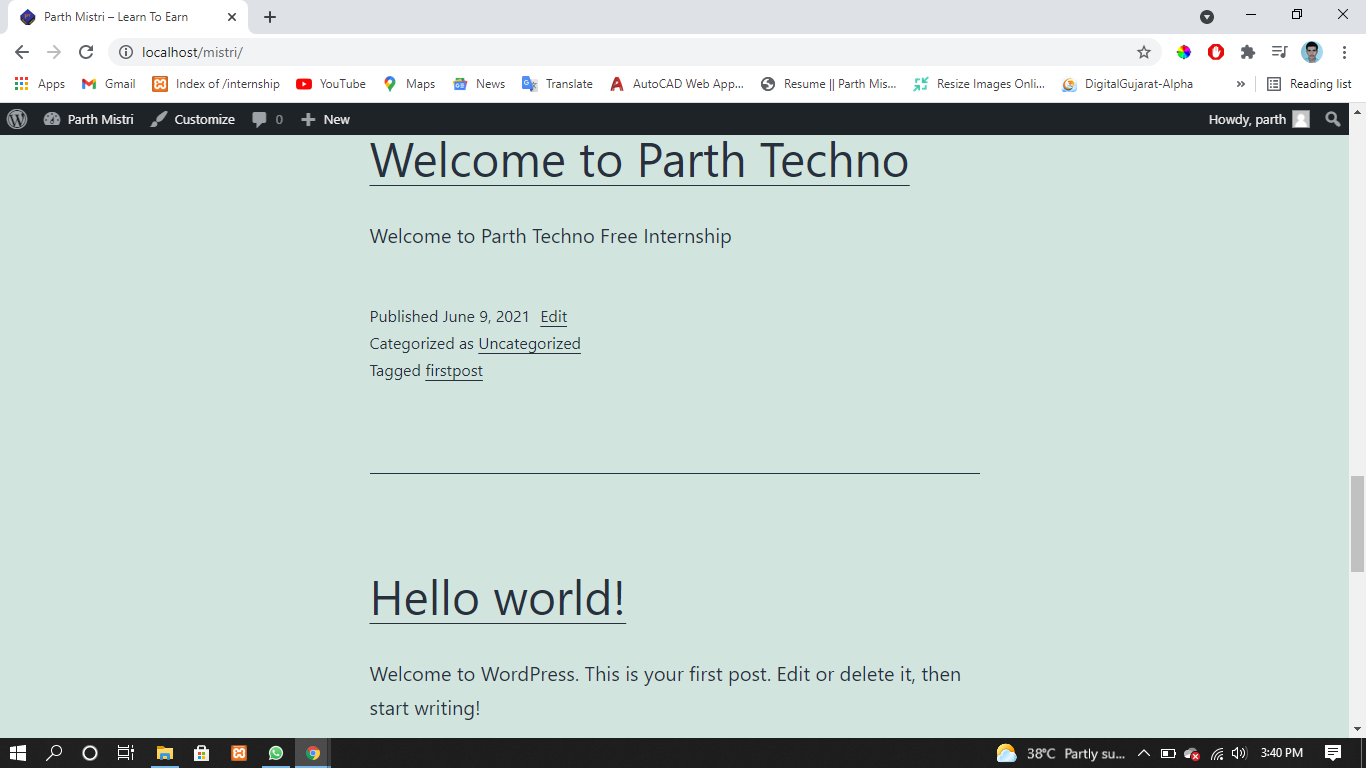 Parth Mistri – Learn To Earn
localhost/mistri/
Apps Gmail Index of /internship YouTube Maps News Translate AutoCAD Web App... Resume || Parth Mis... Resize Images Onli... DigitalGujarat-Alpha » Reading list
Parth Mistri Customize 0 New Howdy, parth
Welcome to Parth Techno
Welcome to Parth Techno Free Internship
Published June 9, 2021 Edit
Categorized as Uncategorized
Tagged firstpost
Hello world!
Welcome to WordPress. This is your first post. Edit or delete it, then
start writing!
38°C Partly su... 3:40 PM